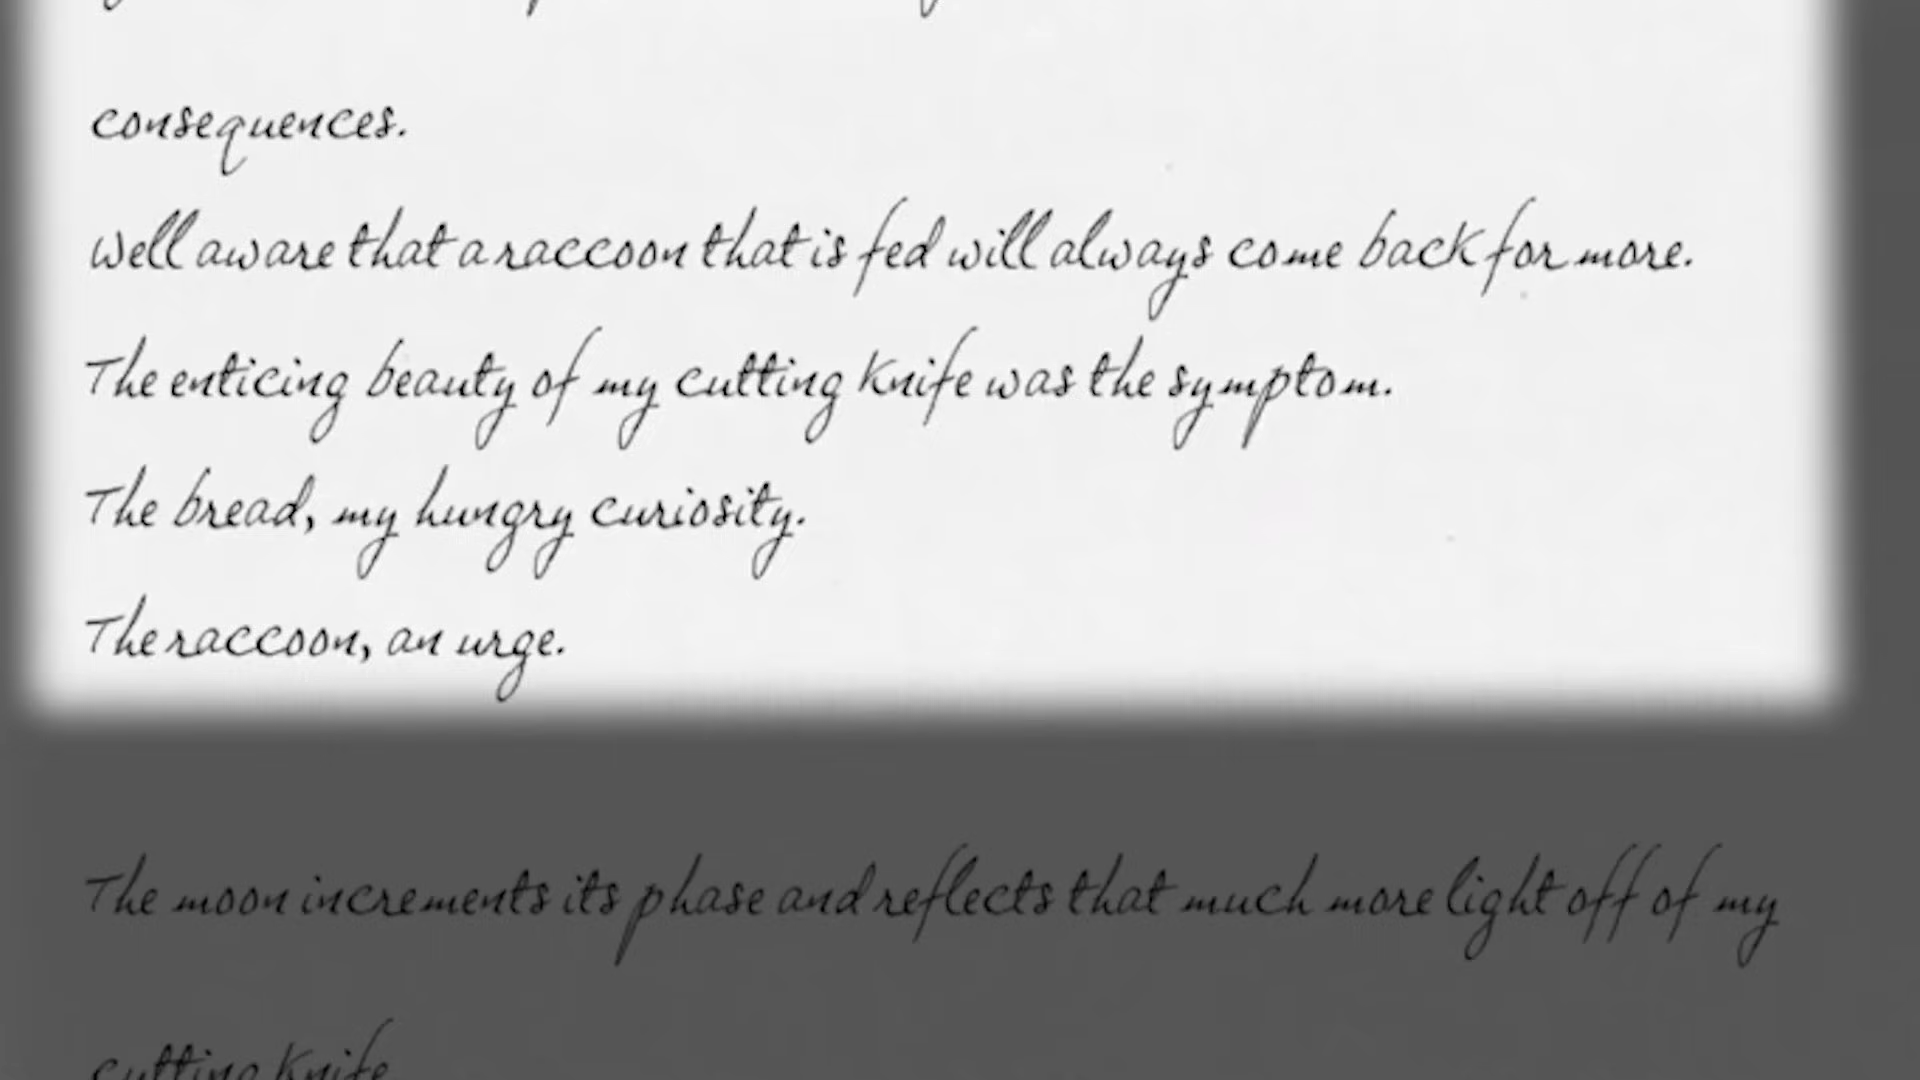 consequences.
Well aware that a raccoon that is fed will always come back for more.
The enticing beauty of my cutting knife was the symptom.
The bread, my hungry curiosity.
The raccoon, an urge.
The moon increments its phase and reflects that much more light off of my
cutting knife